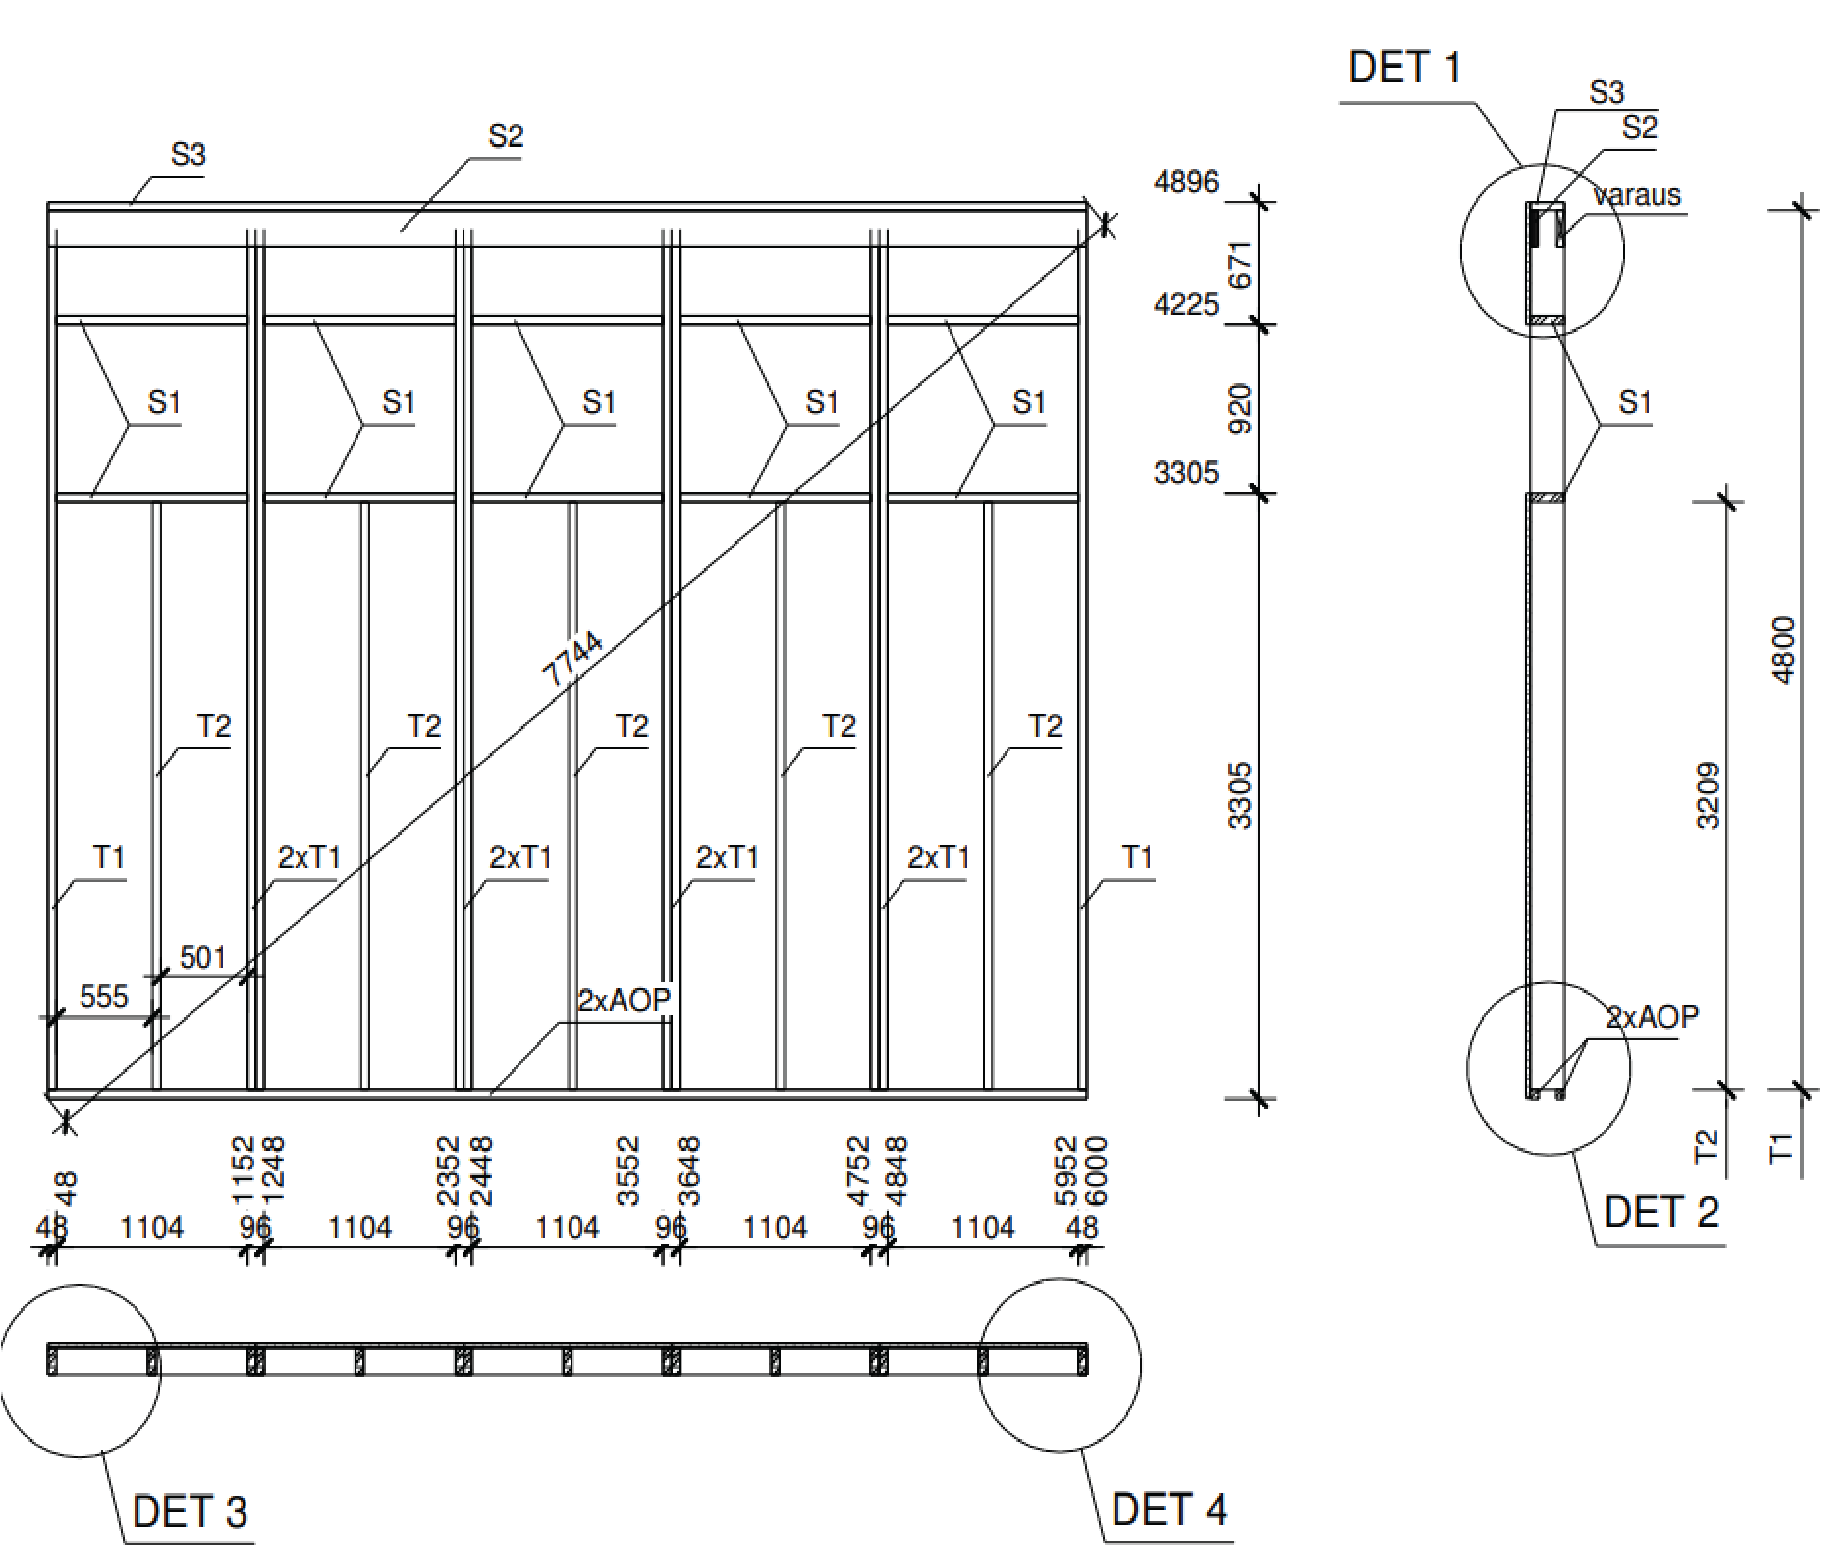 DET 1
S3
S2
S3
S2
4896
varaus
671
4225
S1
S1
S1
S1
S1
S1
920
3305
4800
7744
T2
T2
T2
T2
T2
3209
3305
T1
2xT1
2xT1
2xT1
2xT1
T1
501
555
2xAOP
2xAOP
T2
T1
48
1152
1248
2352
2448
3552
3648
4752
4848
5952
6000
DET 2
48
1104
96
1104
96
1104
96
1104
96
1104
48
DET 3
DET 4